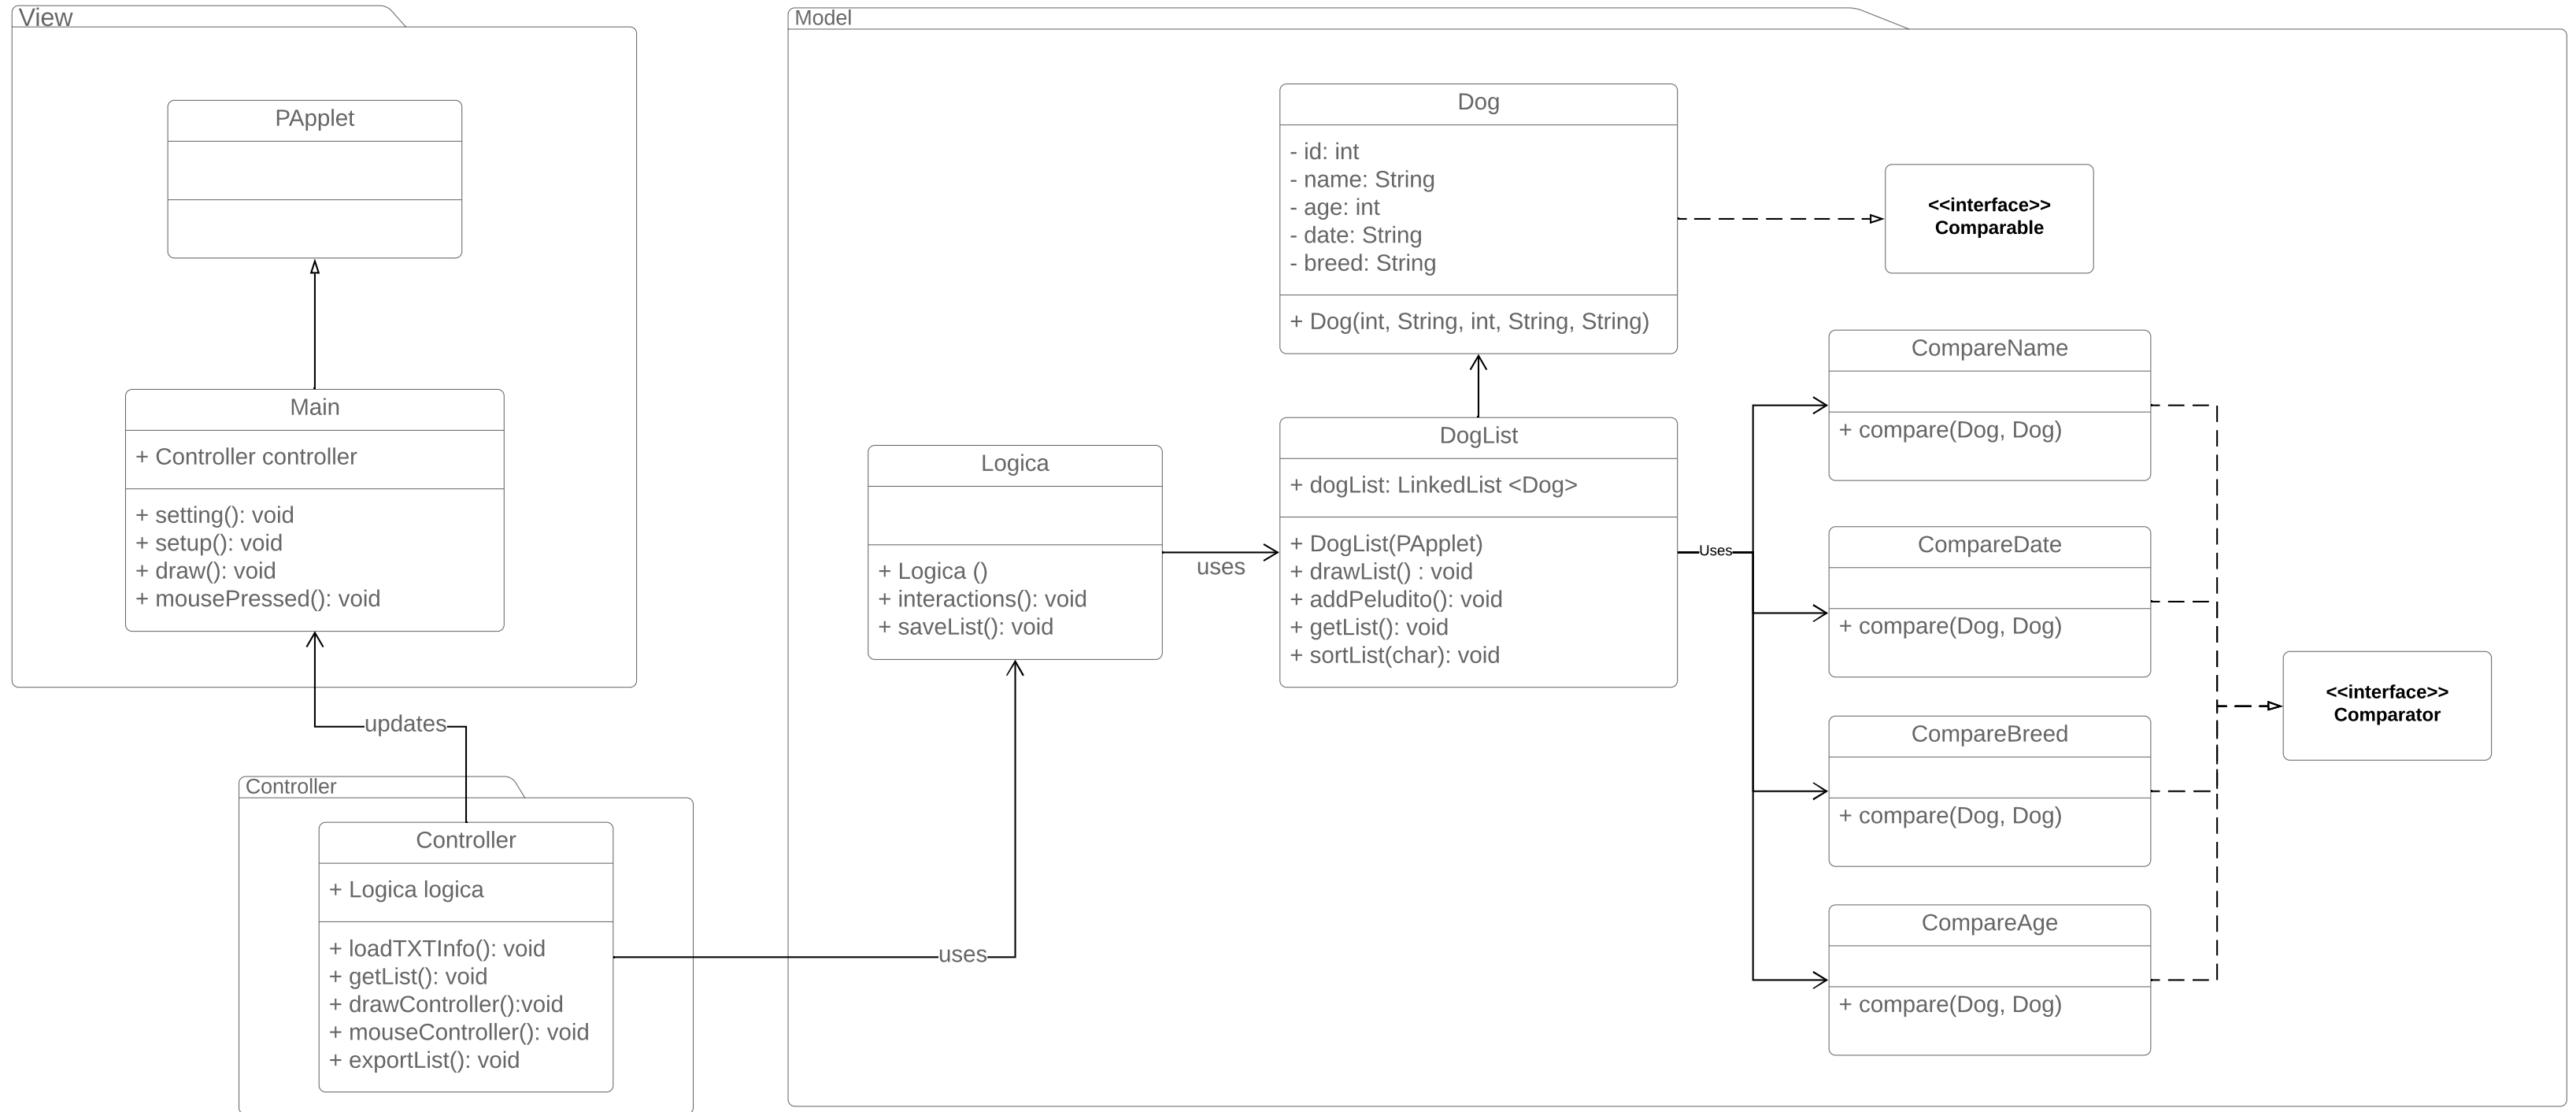 View
PApplet
Main
+ Controller controller
+ setting(): void
+ setup(): void
+ draw(): void
+ mousePressed(): void
updates
Controller
Controller
+ Logica logica
+ loadTXTInfo(): void
+ getList(): void
+ drawController():void
+ mouseController(): void
+ exportList(): void
uses
Model
Logica
+ Logica ()
+ interactions(): void
+ saveList(): void
uses
Dog
- id: int
- name: String
- age: int
- date: String
- breed: String
+ Dog(int, String, int, String, String)
<<interface>>
Comparable
DogList
+ dogList: LinkedList <Dog>
+ DogList(PApplet)
+ drawList() : void
+ addPeludito(): void
+ getList(): void
+ sortList(char): void
Uses
CompareName
+ compare(Dog, Dog)
CompareDate
+ compare(Dog, Dog)
CompareBreed
+ compare(Dog, Dog)
CompareAge
+ compare(Dog, Dog)
<<interface>>
Comparator